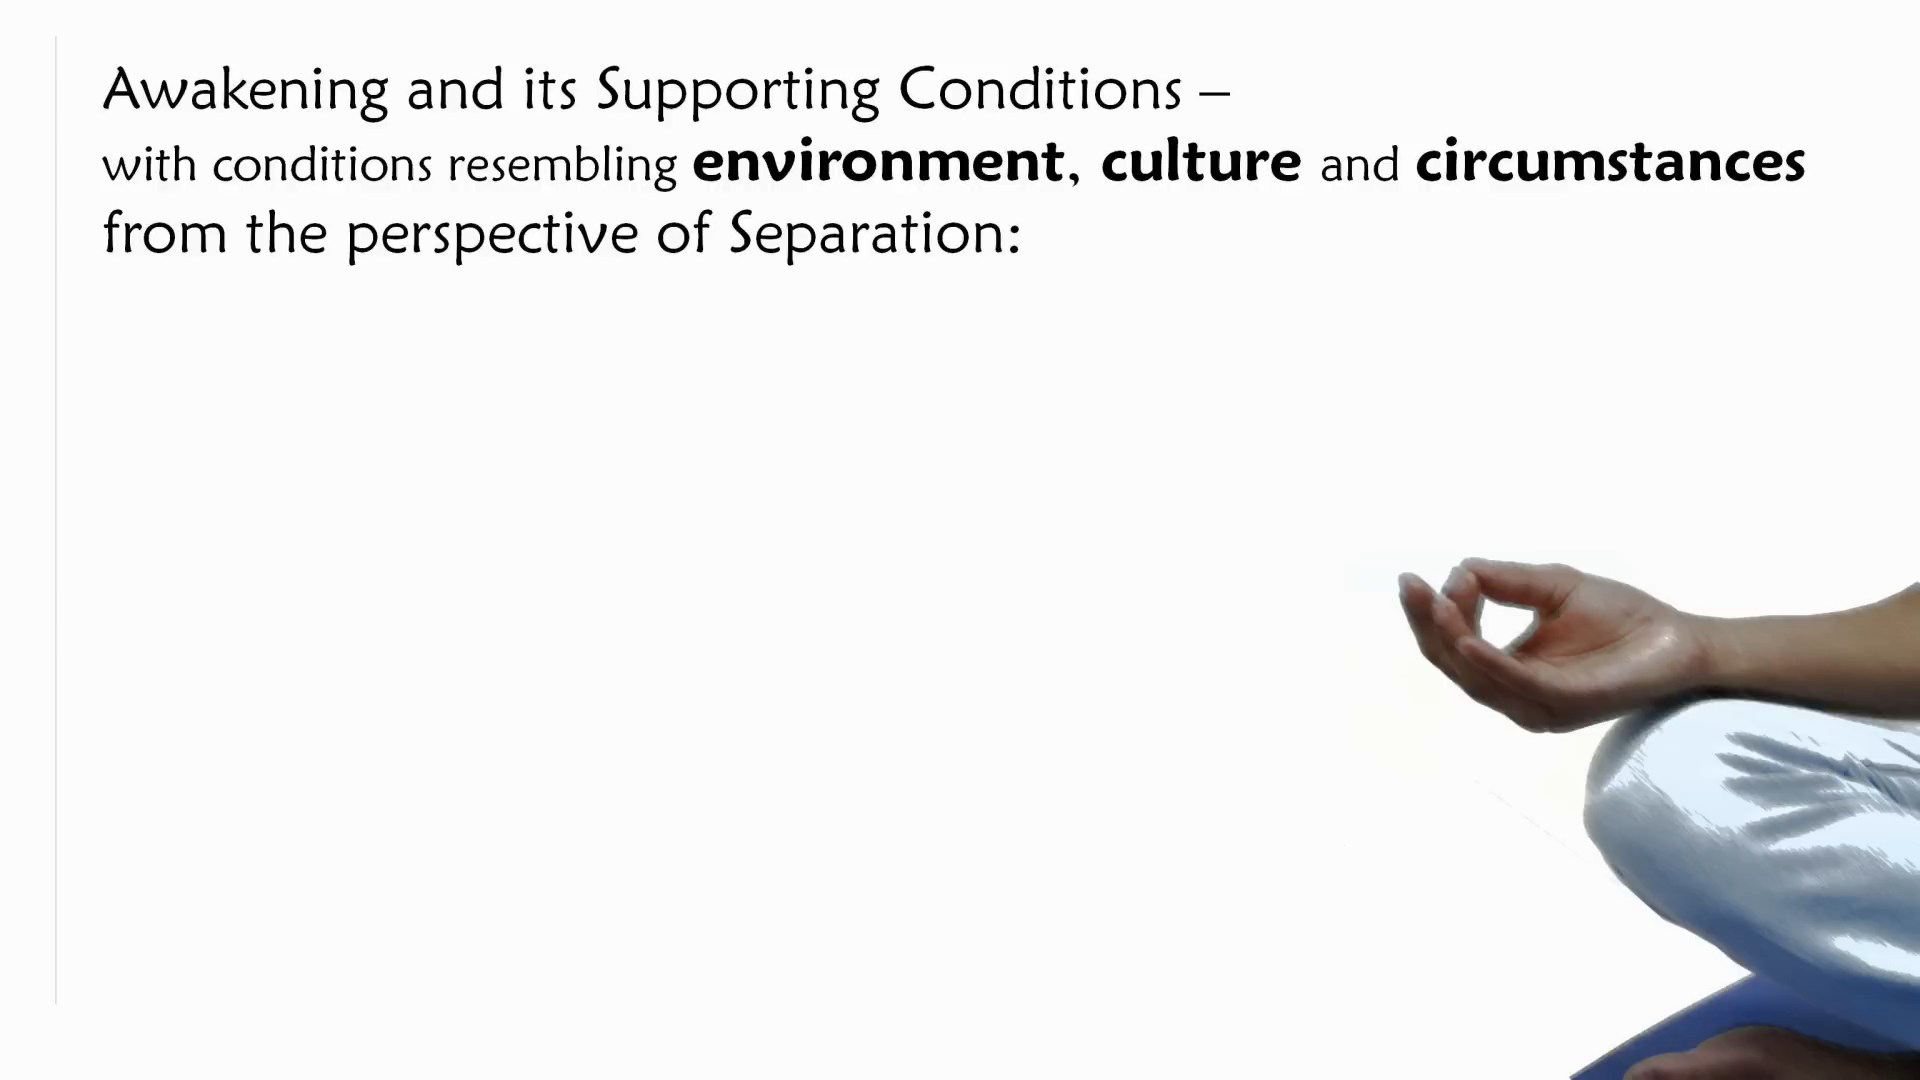 Awakening and its Supporting Conditions –
with conditions resembling environment, culture and circumstances
from the perspective of Separation: